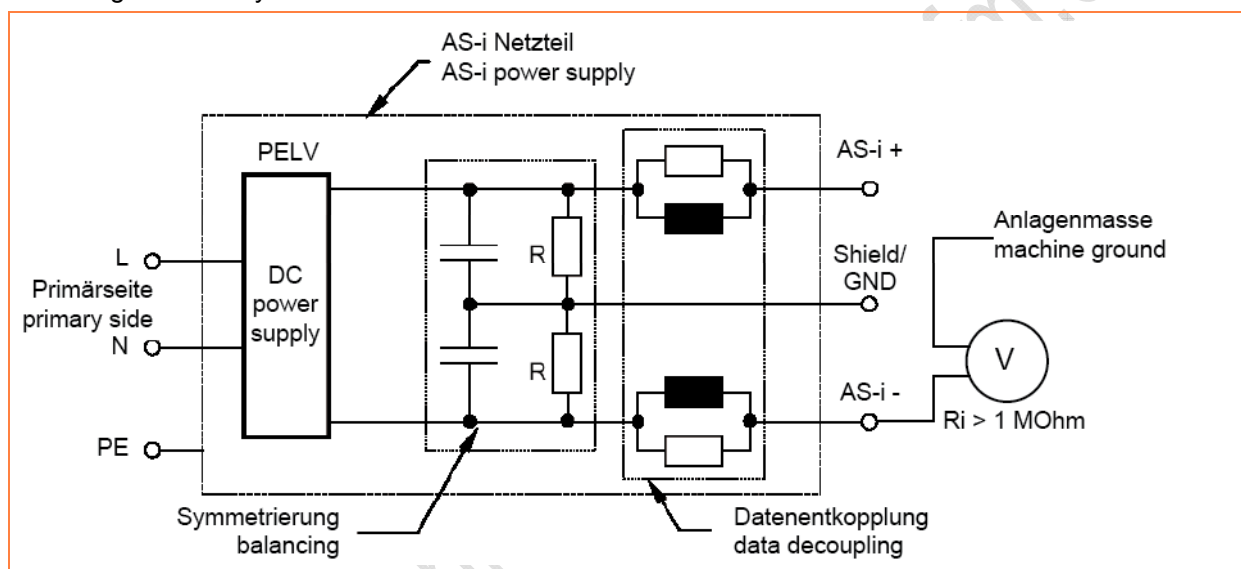 AS-i Netzteil
AS-i power supply
PELV
AS-i +
Anlagenmasse
machine ground
L
Primärseite
primary side
N
DC
power
supply
R
Shield/
GND
R
V
AS-i -
Ri > 1 MOhm
PE
Symmetrierung
balancing
Datenentkopplung
data decoupling